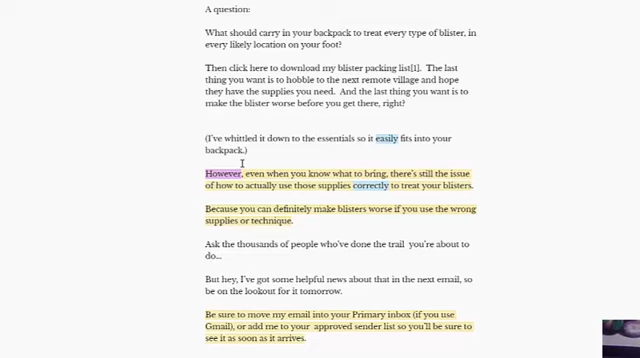 A question:
What should carry in your backpack to treat every type of blister, in
every likely location on your foot?
Then click here to download my blister packing list[1].  The last
thing you want is to hobble to the next remote village and hope
they have the supplies you need.  And the last thing you want is to
make the blister worse before you get there, right?
(I've whittled it down to the essentials so it easily fits into your
backpack.)
However, even when you know what to bring, there's still the issue
of how to actually use those supplies correctly to treat your blisters.
Because you can definitely make blisters worse if you use the wrong
supplies or technique.
Ask the thousands of people who've done the trail  you're about to
do...
But hey, I've got some helpful news about that in the next email, so
be on the lookout for it tomorrow.
Be sure to move my email into your Primary inbox (if you use
Gmail), or add me to your  approved sender list so you'll be sure to
see it as soon as it arrives.